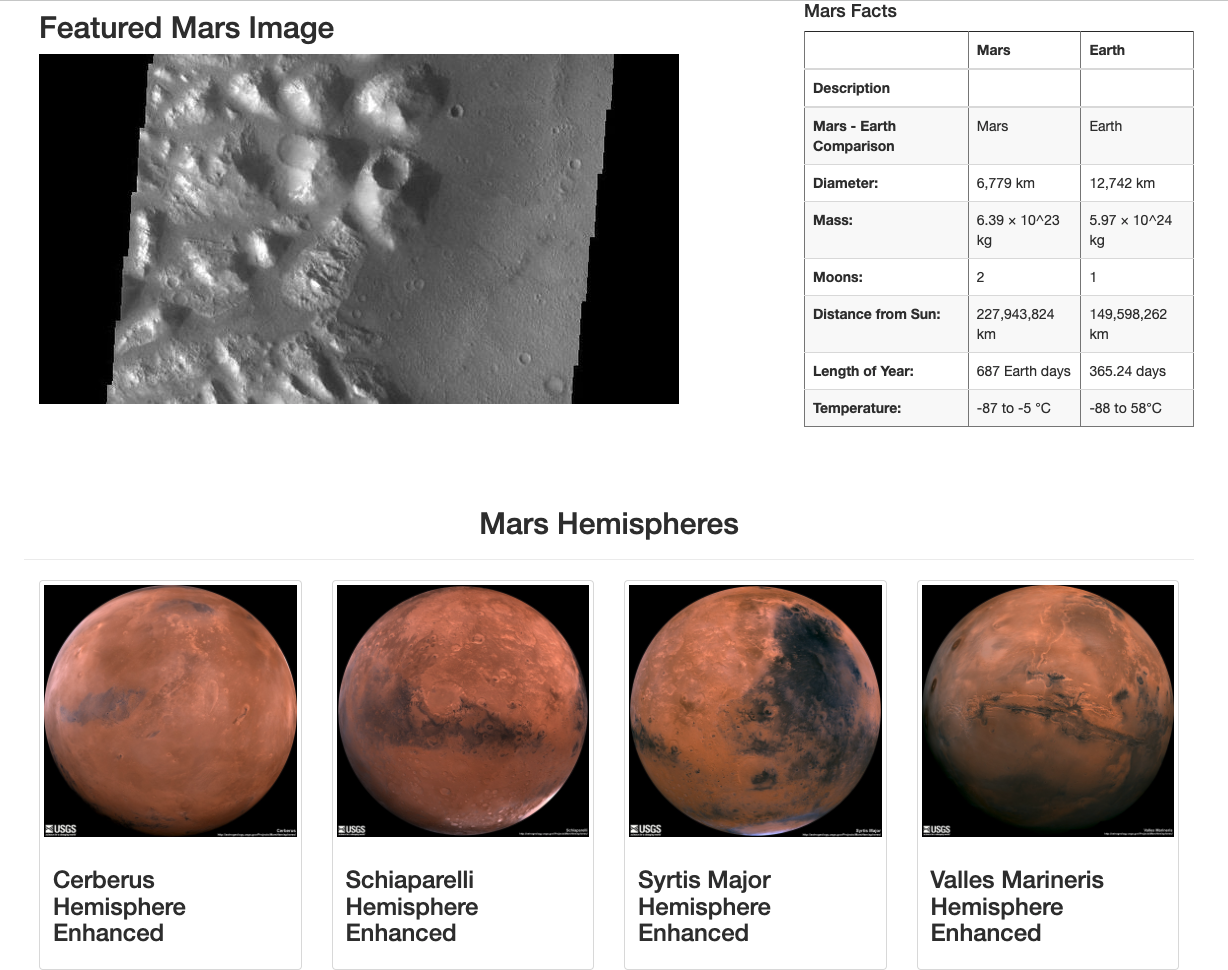 Featured Mars Image
Mars Facts
Mars Earth
Description
Mars - Earth
Comparison
Mars Earth
Diameter: 6,779 km 12,742 km
Mass: 6.39 × 10^23
kg
5.97 × 10^24
kg
Moons: 2 1
Distance from Sun: 227,943,824
km
149,598,262
km
Length of Year: 687 Earth days 365.24 days
Temperature: -87 to -5 °C -88 to 58°C
Mars Hemispheres
USGS
Cerberus
USGS
Schiaparelli
USGS
Syrtis Major
USGS
Valles Marineris
Cerberus
Hemisphere
Enhanced
Schiaparelli
Hemisphere
Enhanced
Syrtis Major
Hemisphere
Enhanced
Valles Marineris
Hemisphere
Enhanced